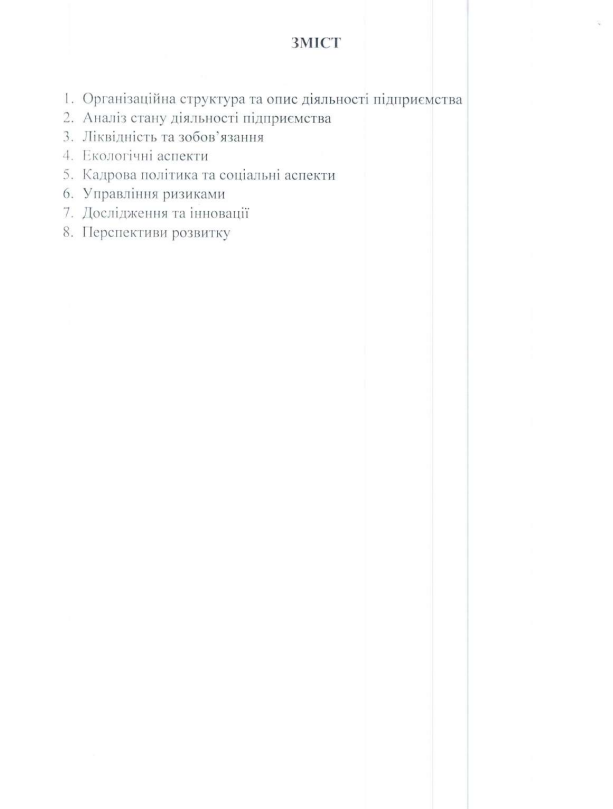 ЗМІСТ
1. Організаційна структура та опис діяльності підприємства
2. Аналіз стану діяльності підприємства
3. Ліквідність та зобов’язання
4. Екологічні аспекти
5. Кадрова політика та соціальні аспекти
6. Управління ризиками
7. Дослідження та інновації
8. Перспективи розвитку